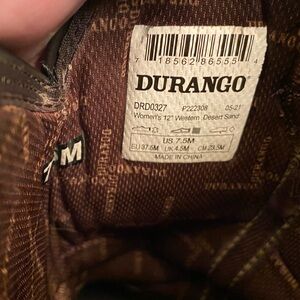 7 18562 86555 4
DURANGO®
DRD0327 P222308 05-21
Women's 12" Western Desert Sand
US 7.5M
EU 37.5M UK 4.5M CM 23.5M
MADE IN CHINA
M
DURANGO